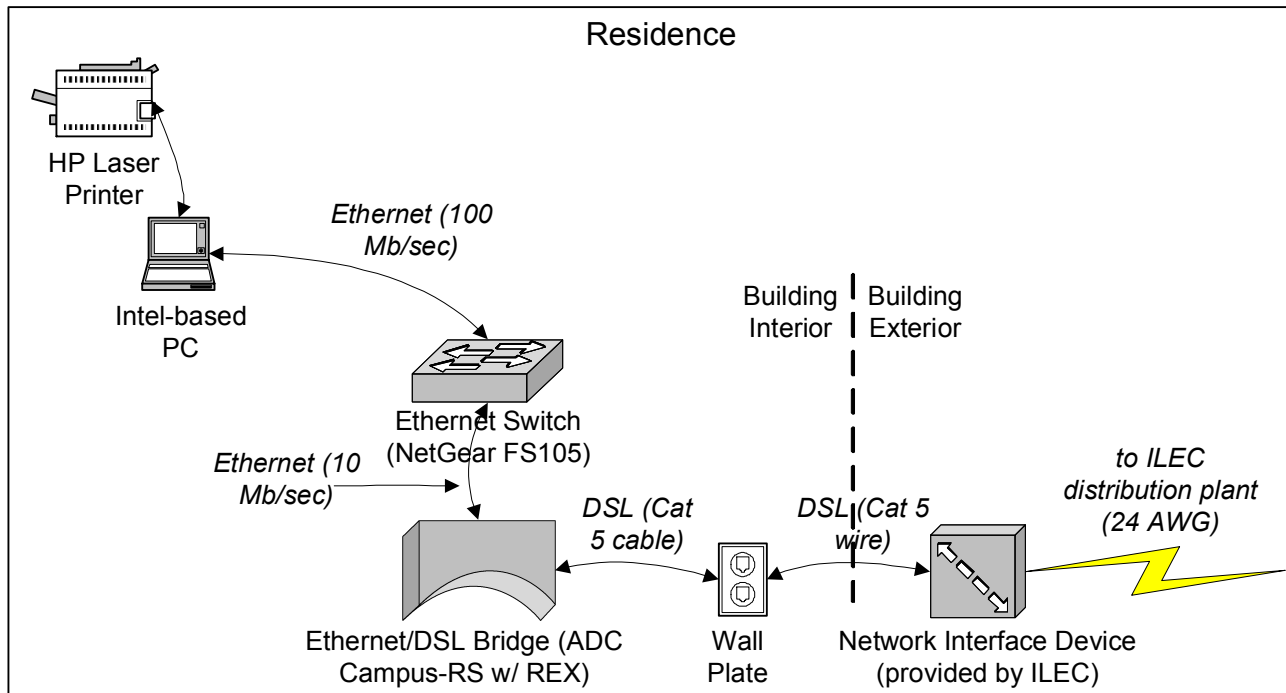 Residence
HP Laser
Printer
Ethernet (100
Mb/sec)
Intel-based
PC
Building
Interior
Building
Exterior
Ethernet Switch
(NetGear FS105)
Ethernet (10
Mb/sec)
DSL (Cat
5 cable)
DSL (Cat 5
wire)
to ILEC
distribution plant
(24 AWG)
Ethernet/DSL Bridge (ADC
Campus-RS w/ REX)
Wall
Plate
Network Interface Device
(provided by ILEC)